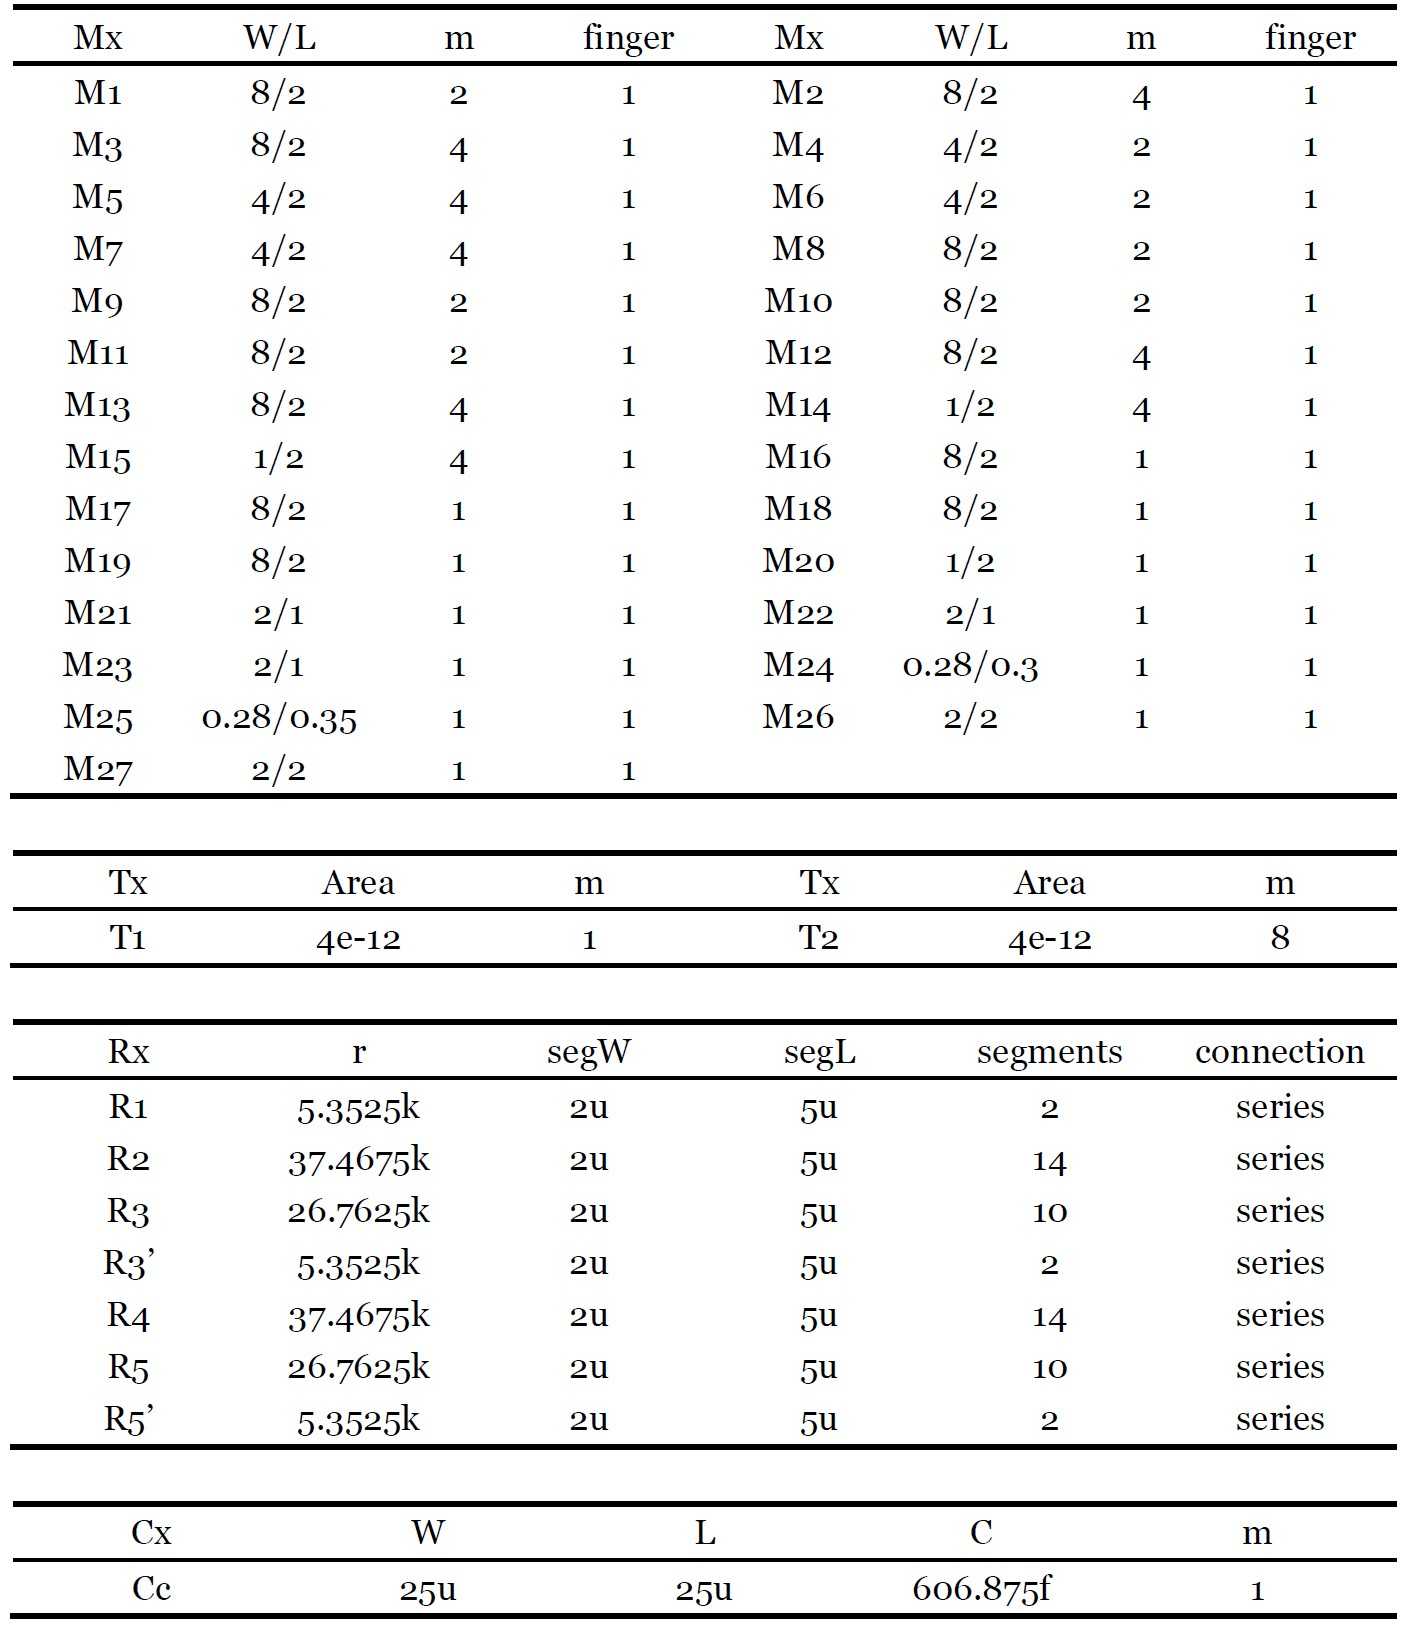 Mx W/L m finger Mx W/L m finger
M1 8/2 2 1 M2 8/2 4 1
M3 8/2 4 1 M4 4/2 2 1
M5 4/2 4 1 M6 4/2 2 1
M7 4/2 4 1 M8 8/2 2 1
M9 8/2 2 1 M10 8/2 2 1
M11 8/2 2 1 M12 8/2 4 1
M13 8/2 4 1 M14 1/2 4 1
M15 1/2 4 1 M16 8/2 1 1
M17 8/2 1 1 M18 8/2 1 1
M19 8/2 1 1 M20 1/2 1 1
M21 2/1 1 1 M22 2/1 1 1
M23 2/1 1 1 M24 0.28/0.3 1 1
M25 0.28/0.35 1 1 M26 2/2 1 1
M27 2/2 1 1
Tx Area m Tx Area m
T1 4e-12 1 T2 4e-12 8
Rx r segW segL segments connection
R1 5.3525k 2u 5u 2 series
R2 37.4675k 2u 5u 14 series
R3 26.7625k 2u 5u 10 series
R3’ 5.3525k 2u 5u 2 series
R4 37.4675k 2u 5u 14 series
R5 26.7625k 2u 5u 10 series
R5’ 5.3525k 2u 5u 2 series
Cx W L C m
Cc 25u 25u 606.875f 1